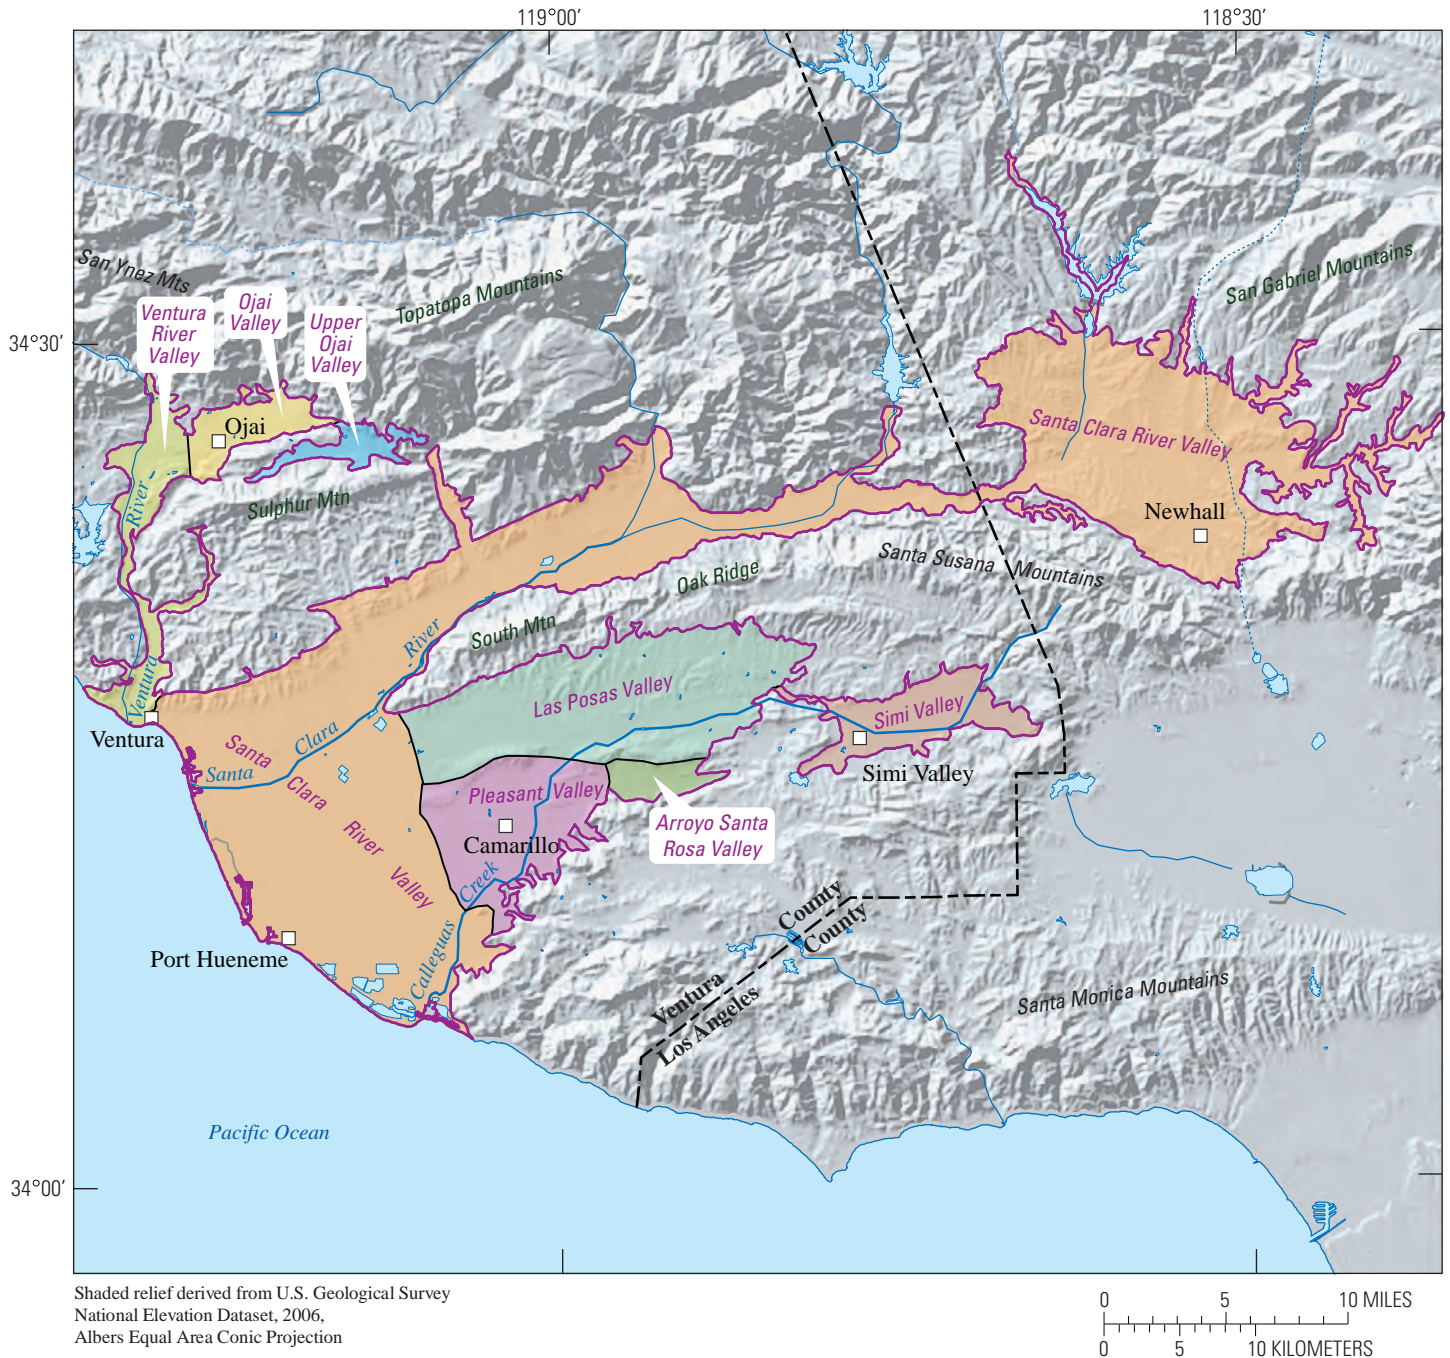 119°00′
118°30′
34°30′
34°00′
San Ynez Mts
Topatopa Mountains
San Gabriel Mountains
Ventura
River
Valley
Ojai
Valley
Upper
Ojai
Valley
Ojai
River
Sulphur Mtn
Santa Clara River Valley
Newhall
Santa Susana Mountains
Oak Ridge
South Mtn
River
Clara
Santa
Ventura
Ventura
Las Posas Valley
Simi Valley
Simi Valley
Santa Clara River Valley
Pleasant Valley
Camarillo
Arroyo Santa
Rosa Valley
Creek
Calleguas
Port Hueneme
Ventura County
Los Angeles County
Santa Monica Mountains
Pacific Ocean
Shaded relief derived from U.S. Geological Survey
National Elevation Dataset, 2006,
Albers Equal Area Conic Projection
0 5 10 MILES
0 5 10 KILOMETERS